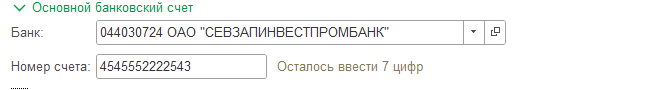 Основной банковский счет
Банк: 044030724 ОАО "СЕВЗАПИНВЕСТПРОМБАНК"
Номер счета: 4545552222543 Осталось ввести 7 цифр